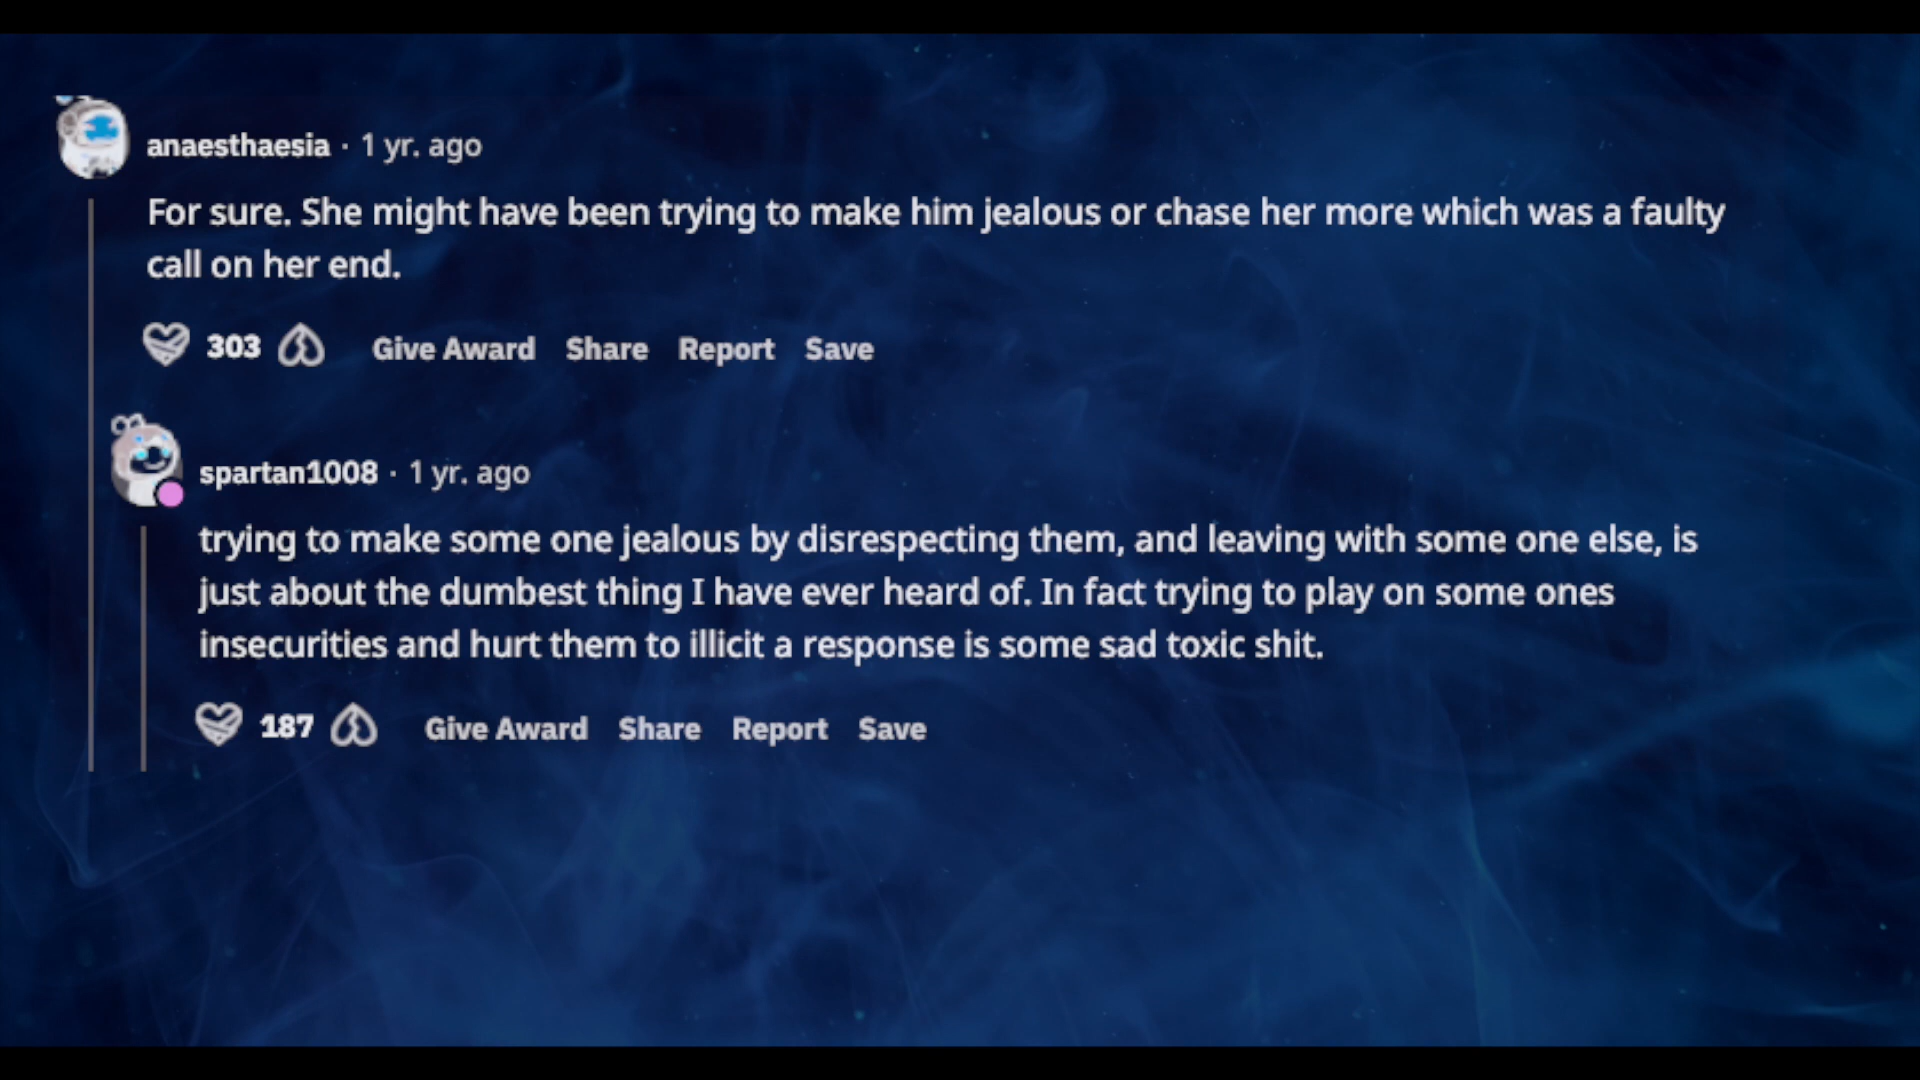 anaesthaesia · 1 yr. ago
For sure. She might have been trying to make him jealous or chase her more which was a faulty
call on her end.
303 Give Award Share Report Save
spartan1008 · 1 yr. ago
trying to make some one jealous by disrespecting them, and leaving with some one else, is
just about the dumbest thing I have ever heard of. In fact trying to play on some ones
insecurities and hurt them to illicit a response is some sad toxic shit.
187 Give Award Share Report Save